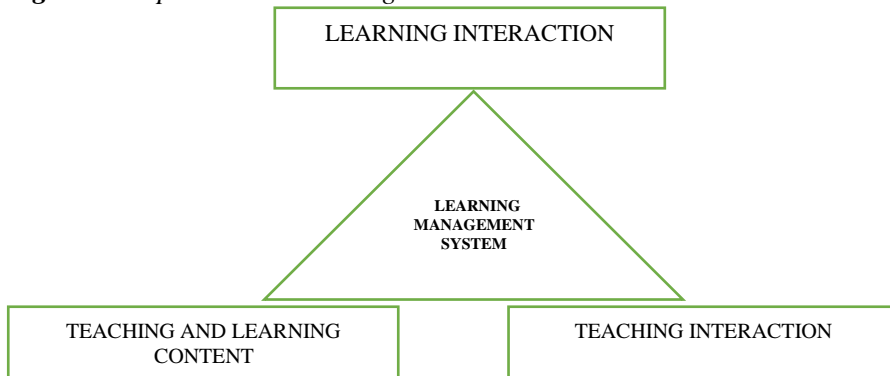 LEARNING INTERACTION
LEARNING
MANAGEMENT
SYSTEM
TEACHING AND LEARNING
CONTENT
TEACHING INTERACTION